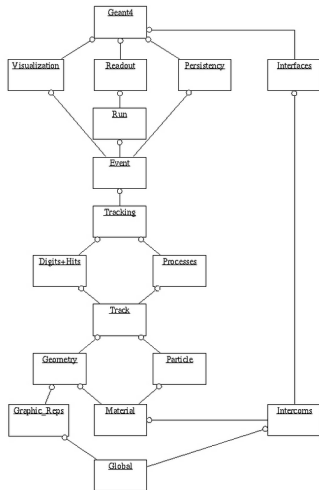 Geant4
Visualization
Readout
Persistency
Interfaces
Run
Event
Tracking
Digits+Hits
Processes
Track
Geometry
Particle
Graphic_Reps
Material
Intercoms
Global